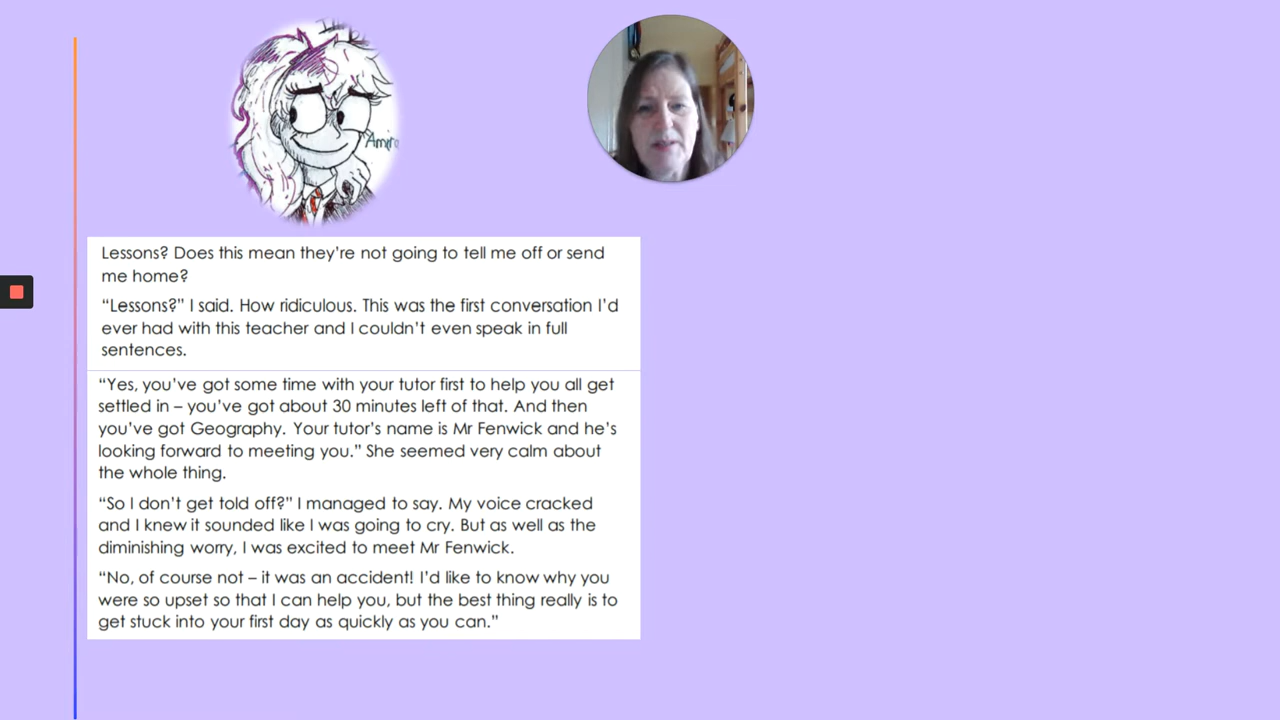 Amir
Lessons? Does this mean they're not going to tell me off or send
me home?
“Lessons?” I said. How ridiculous. This was the first conversation I'd
ever had with this teacher and I couldn't even speak in full
sentences.
“Yes, you've got some time with your tutor first to help you all get
settled in – you've got about 30 minutes left of that. And then
you've got Geography. Your tutor's name is Mr Fenwick and he's
looking forward to meeting you.” She seemed very calm about
the whole thing.
“So I don't get told off?” I managed to say. My voice cracked
and I knew it sounded like I was going to cry. But as well as the
diminishing worry, I was excited to meet Mr Fenwick.
“No, of course not – it was an accident! I'd like to know why you
were so upset so that I can help you, but the best thing really is to
get stuck into your first day as quickly as you can.”